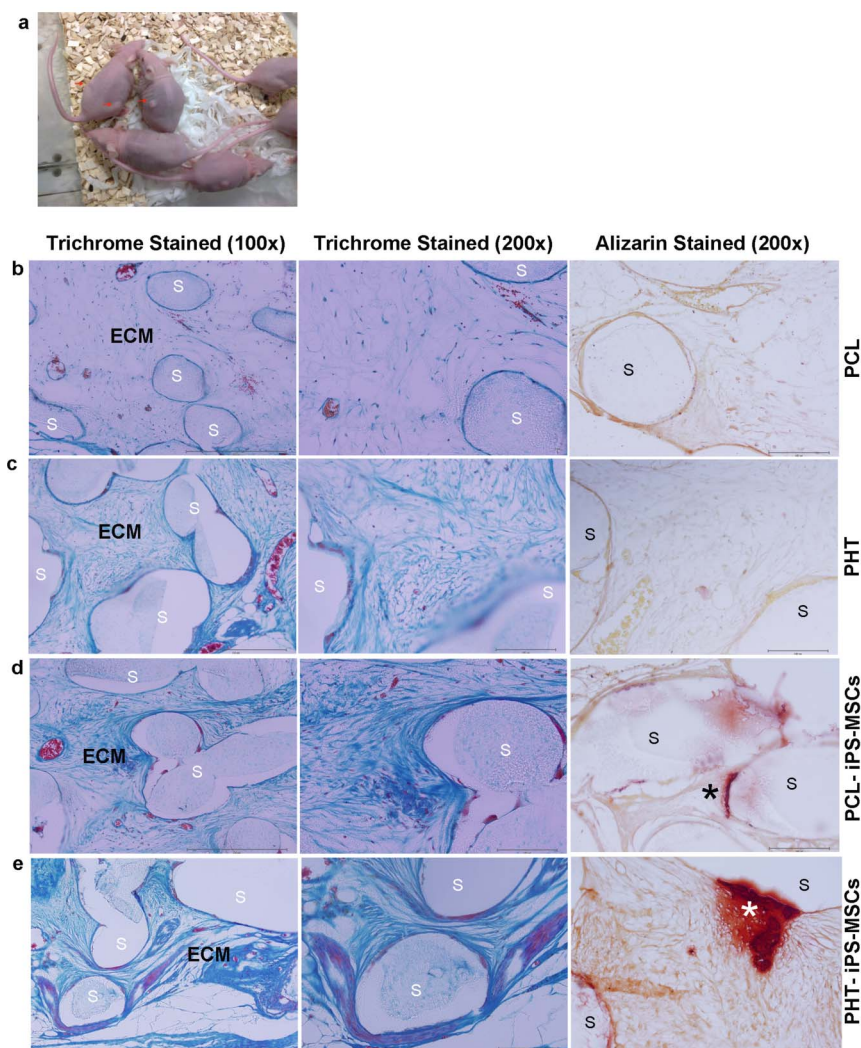 a
Trichrome Stained (100x)
Trichrome Stained (200x)
Alizarin Stained (200x)
b
S
ECM
S
S
S
S
S
S
PCL
c
S
ECM
S
S
S
S
S
S
PHT
d
S
ECM
S
S
S
S
*
PCL- iPS-MSCs
e
S
S
ECM
S
S
S
S
*
S
PHT- iPS-MSCs